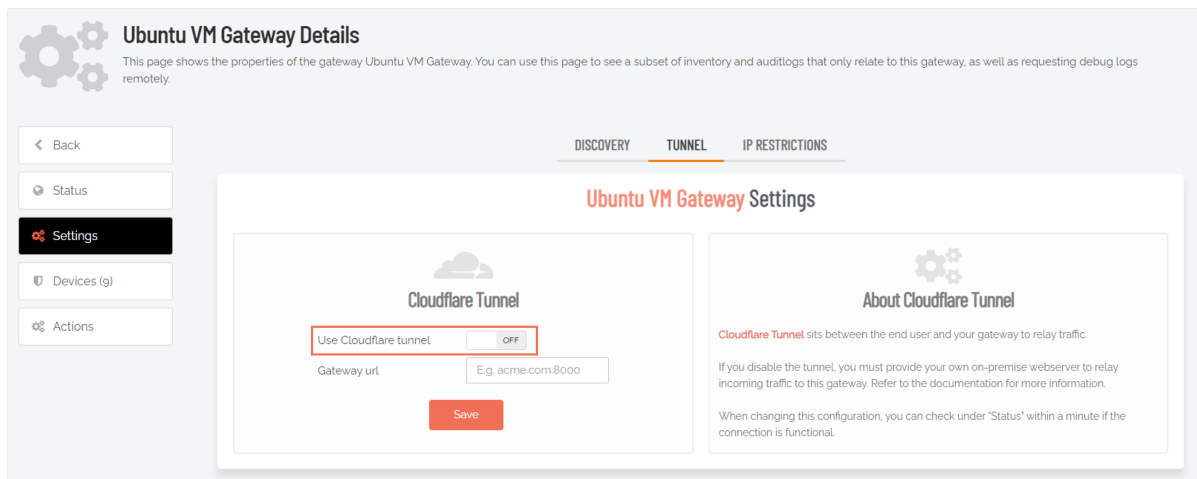 Ubuntu VM Gateway Details
This page shows the properties of the gateway Ubuntu VM Gateway. You can use this page to see a subset of inventory and auditlogs that only relate to this gateway, as well as requesting debug logs
remotely.
Back
Status
Settings
Devices (9)
Actions
DISCOVERY TUNNEL IP RESTRICTIONS
Ubuntu VM Gateway Settings
Cloudflare Tunnel
Use Cloudflare tunnel OFF
Gateway url E.g. acme.com:8000
Save
About Cloudflare Tunnel
Cloudflare Tunnel sits between the end user and your gateway to relay traffic.
If you disable the tunnel, you must provide your own on-premise webserver to relay
incoming traffic to this gateway. Refer to the documentation for more information.
When changing this configuration, you can check under "Status" within a minute if the
connection is functional.